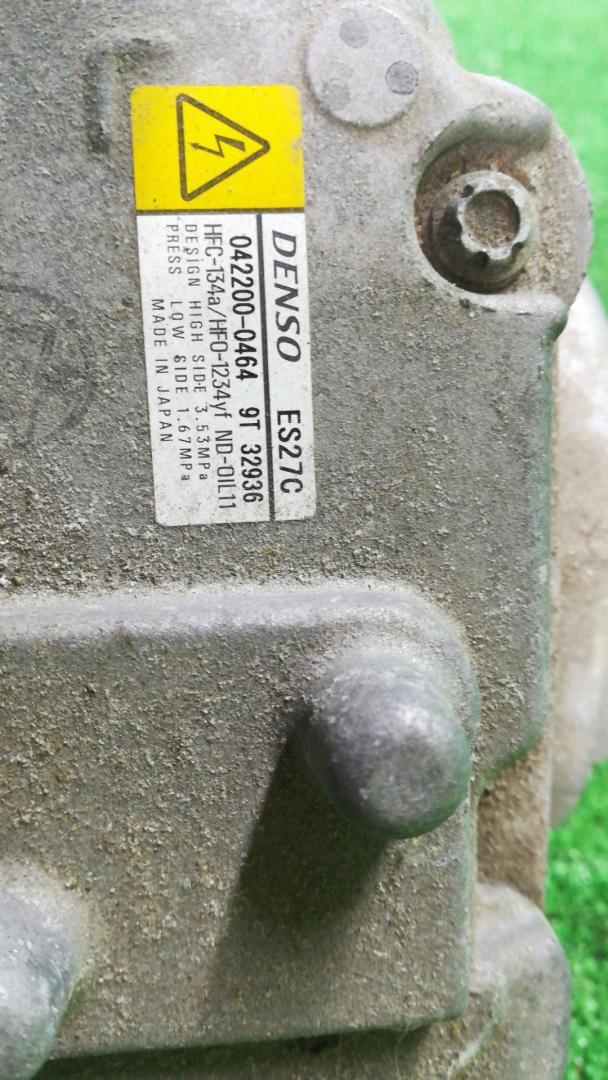 DENSO ES27C
042200-0464 9T 32936
HFC-134a/HFO-1234yf ND-OIL11
DESIGN HIGH SIDE 3.53MPa
PRESS LOW SIDE 1.67MPa
MADE IN JAPAN